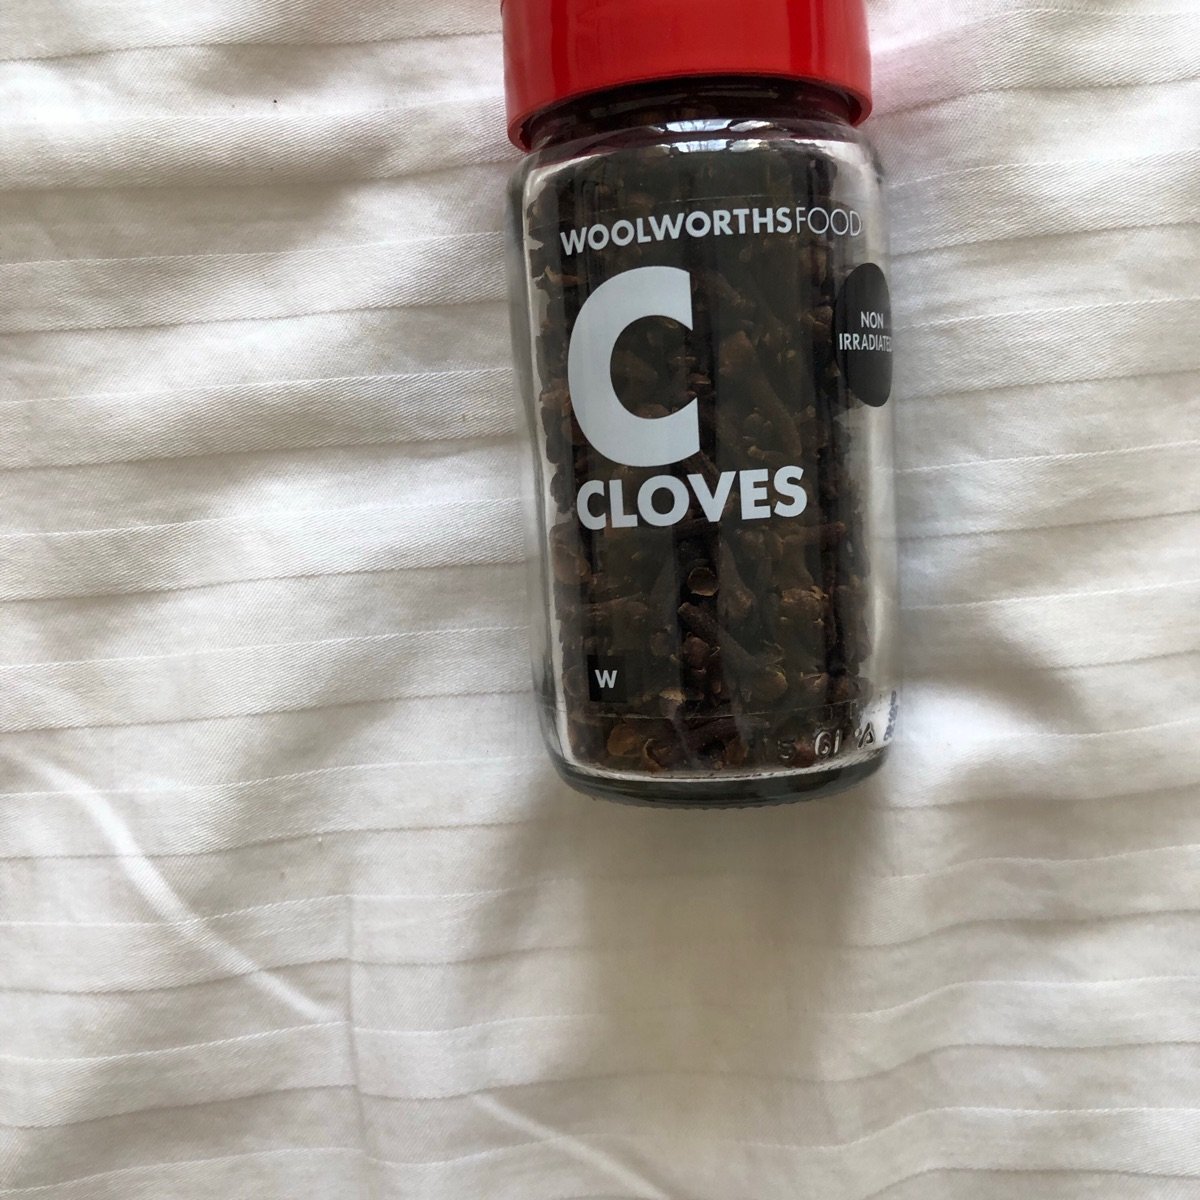 WOOLWORTHSFOOD
C
CLOVES
NON
IRRADIATED
W